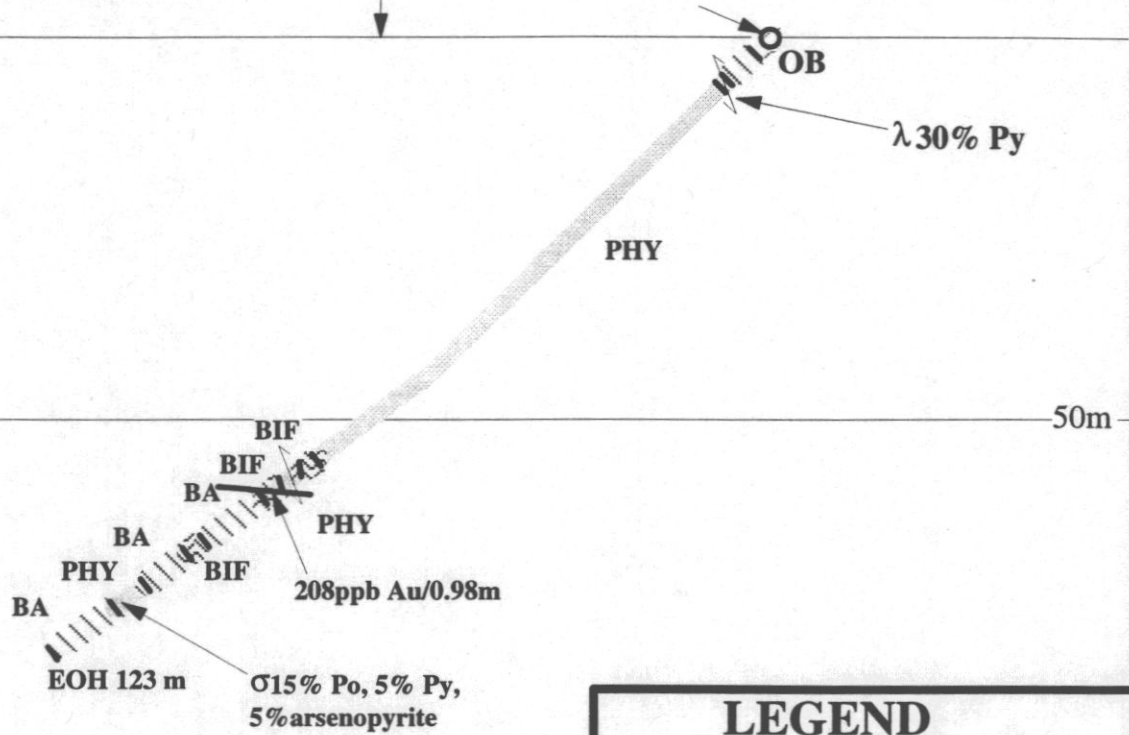 OB
λ30% Py
PHY
50m
BIF
BIF
BA
PHY
BA
BIF
PHY
208ppb Au/0.98m
BA
EOH 123 m
σ15% Po, 5% Py,
5%arsenopyrite
LEGEND